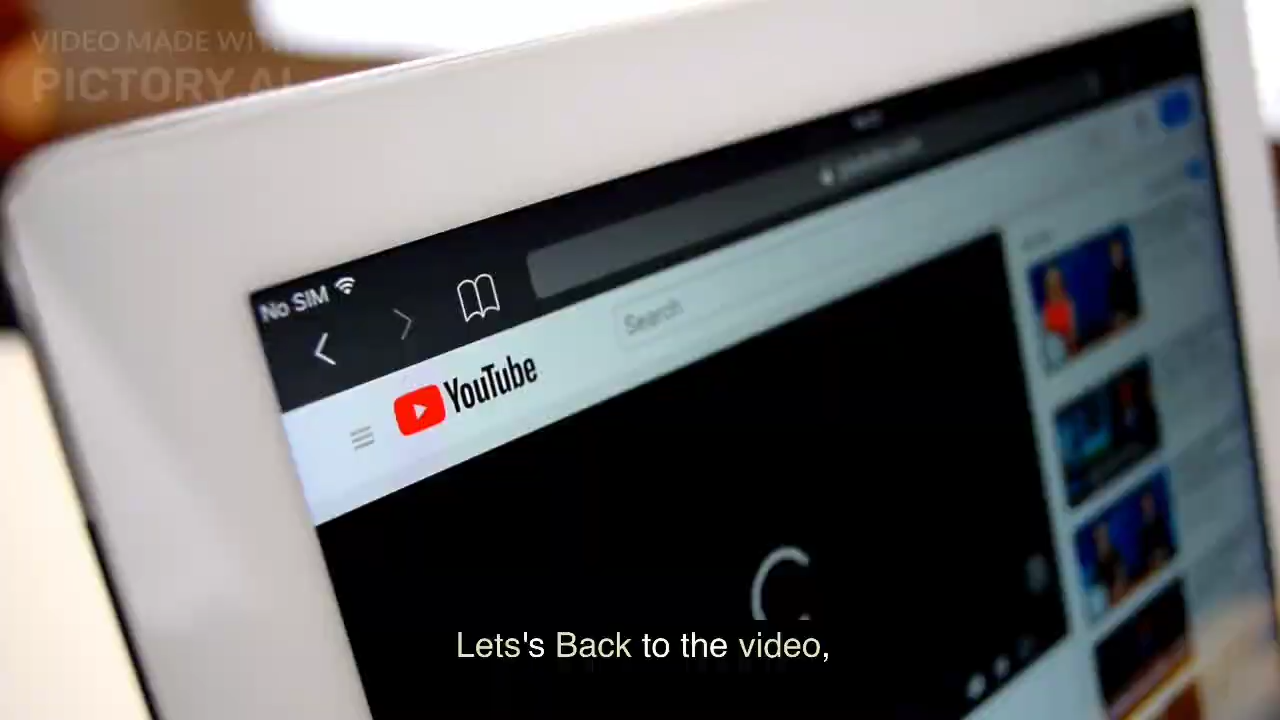 VIDEO MADE WITH
PICTORY.AI
No SIM
Search
YouTube
Lets's Back to the video,